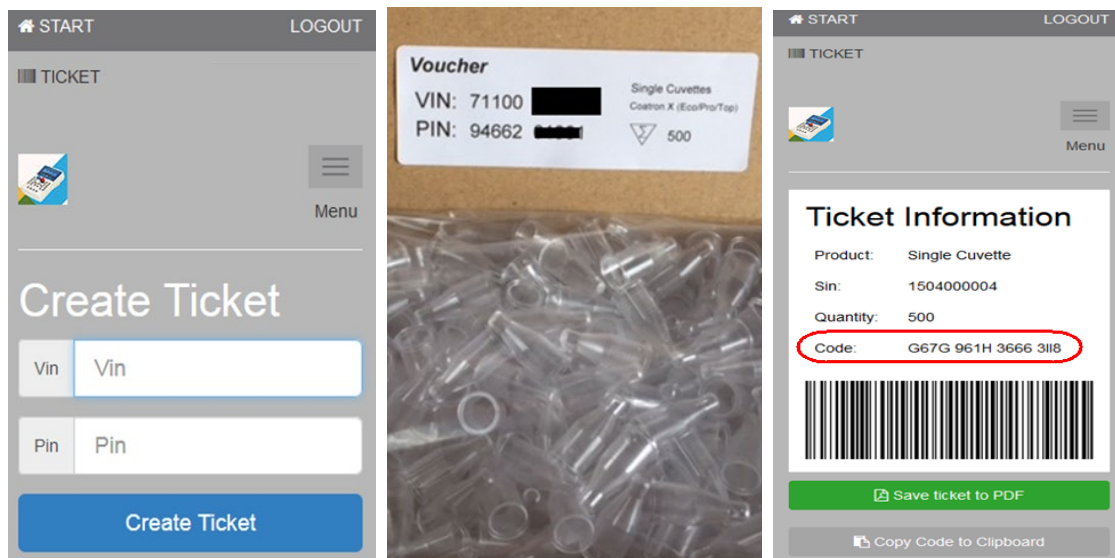 START LOGOUT
TICKET
Menu
Create Ticket
Vin Vin
Pin Pin
Create Ticket
Voucher
VIN: 71100
PIN: 94662
Single Cuvettes
Coatron X (Eco/Pro/Top)
500
START LOGOUT
TICKET
Menu
Ticket Information
Product: Single Cuvette
Sin: 1504000004
Quantity: 500
Code: G67G 961H 3666 3II8
Save ticket to PDF
Copy Code to Clipboard